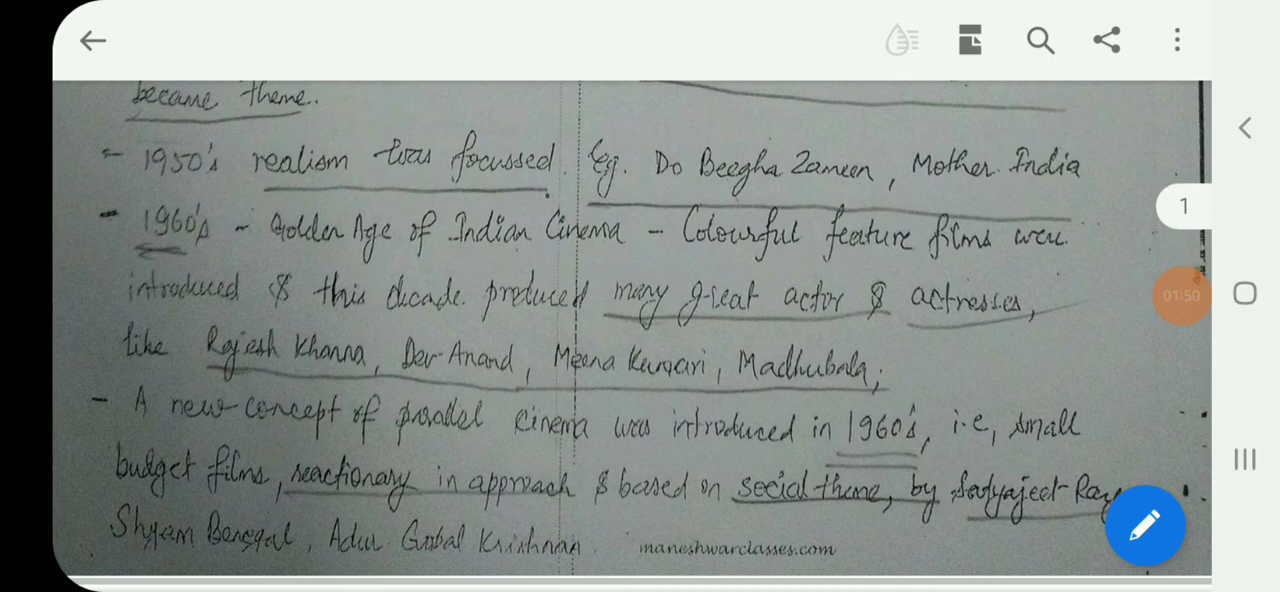 became theme.
- 1950's realism was focussed. Eg. Do Beegha Zameen, Mother India
1
- 1960's - Golden Age of Indian Cinema - Colourful feature films were
introduced & this decade produced many great actor & actresses,
01:50
like Rajesh Khanna, Dev Anand, Meena Kumari, Madhubala,
- A new concept of parallel cinema was introduced in 1960's, i.e, small
budget films, reactionary in approach & based on social theme, by Satyajeet Ray
Shyam Bengal, Adur Gobal Krishnan.
maneshwarclasses.com